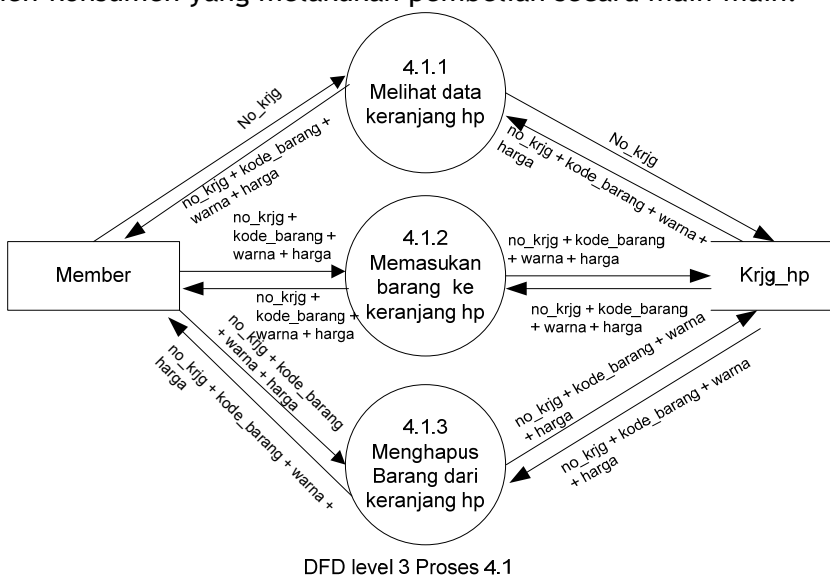 oleh konsumen yang melakukan pembelian secara main-main.
4.1.1
Melihat data
keranjang hp
No_krjg
no_krjg + kode_barang +
warna + harga
No_krjg
no_krjg + kode_barang + warna +
harga
Member
no_krjg +
kode_barang +
warna + harga
no_krjg +
kode_barang +
warna + harga
4.1.2
Memasukan
barang ke
keranjang hp
no_krjg + kode_barang
+ warna + harga
no_krjg + kode_barang
+ warna + harga
Krjg_hp
no_krjg + kode_barang
+ warna + harga
no_krjg + kode_barang + warna +
harga
4.1.3
Menghapus
Barang dari
keranjang hp
no_krjg + kode_barang + warna
+ harga
no_krjg + kode_barang + warna
+ harga
DFD level 3 Proses 4.1